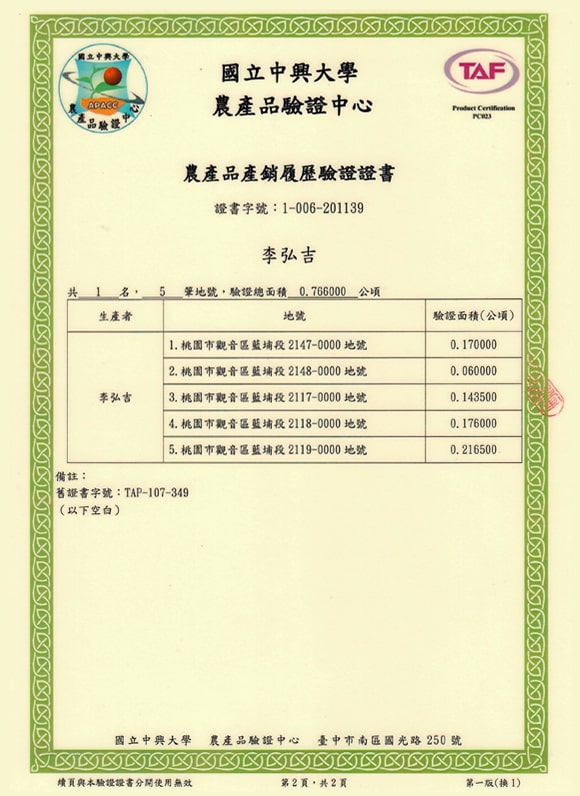 國立中興大學
APACC
農產品驗證中心
TAF
Product Certification
PC023
國立中興大學
農產品驗證中心
農產品產銷履歷驗證證書
證書字號：1-006-201139
李弘吉
共 1 名， 5 筆地號，驗證總面積 0.766000 公頃
生產者 地號 驗證面積(公頃)
李弘吉
1.桃園市觀音區藍埔段 2147-0000 地號 0.170000
2.桃園市觀音區藍埔段 2148-0000 地號 0.060000
3.桃園市觀音區藍埔段 2117-0000 地號 0.143500
4.桃園市觀音區藍埔段 2118-0000 地號 0.176000
5.桃園市觀音區藍埔段 2119-0000 地號 0.216500
備註：
舊證書字號：TAP-107-349
（以下空白）
國立中興大學 農產品驗證中心 臺中市南區國光路 250 號
續頁與本驗證證書分開使用無效 第 2 頁，共 2 頁 第一版(換 1)